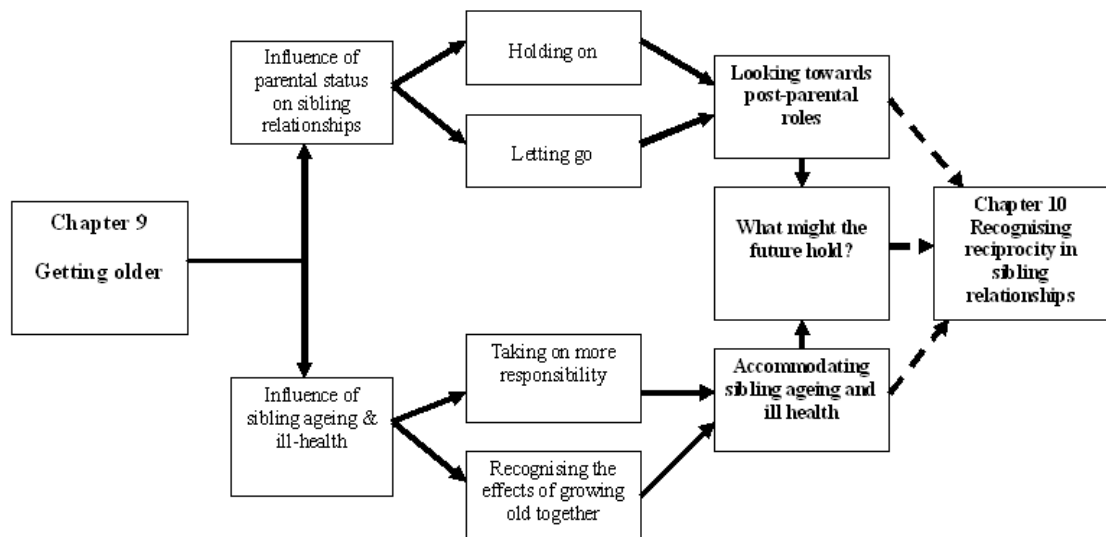 Chapter 9
Getting older
Influence of
parental status
on sibling
relationships
Influence of
sibling ageing &
ill-health
Holding on
Letting go
Taking on more
responsibility
Recognising the
effects of growing
old together
Looking towards
post-parental
roles
What might the
future hold?
Accommodating
sibling ageing and
ill health
Chapter 10
Recognising
reciprocity in
sibling
relationships